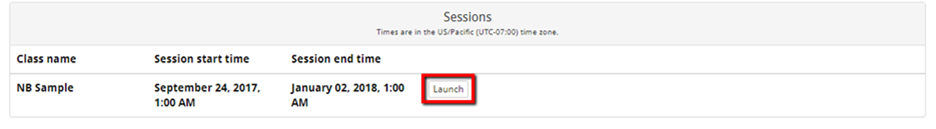 Sessions
Times are in the US/Pacific (UTC-07:00) time zone.
Class name Session start time Session end time
NB Sample September 24, 2017, 1:00 AM January 02, 2018, 1:00 AM Launch